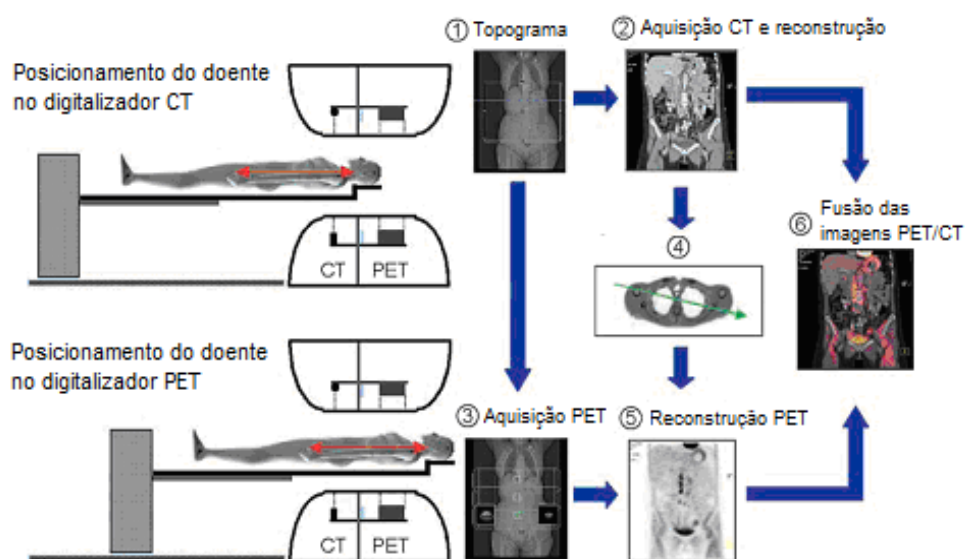 ① Topograma
② Aquisição CT e reconstrução
Posicionamento do doente
no digitalizador CT
CT PET
④
⑥ Fusão das
imagens PET/CT
Posicionamento do doente
no digitalizador PET
③ Aquisição PET
⑤ Reconstrução PET
CT PET